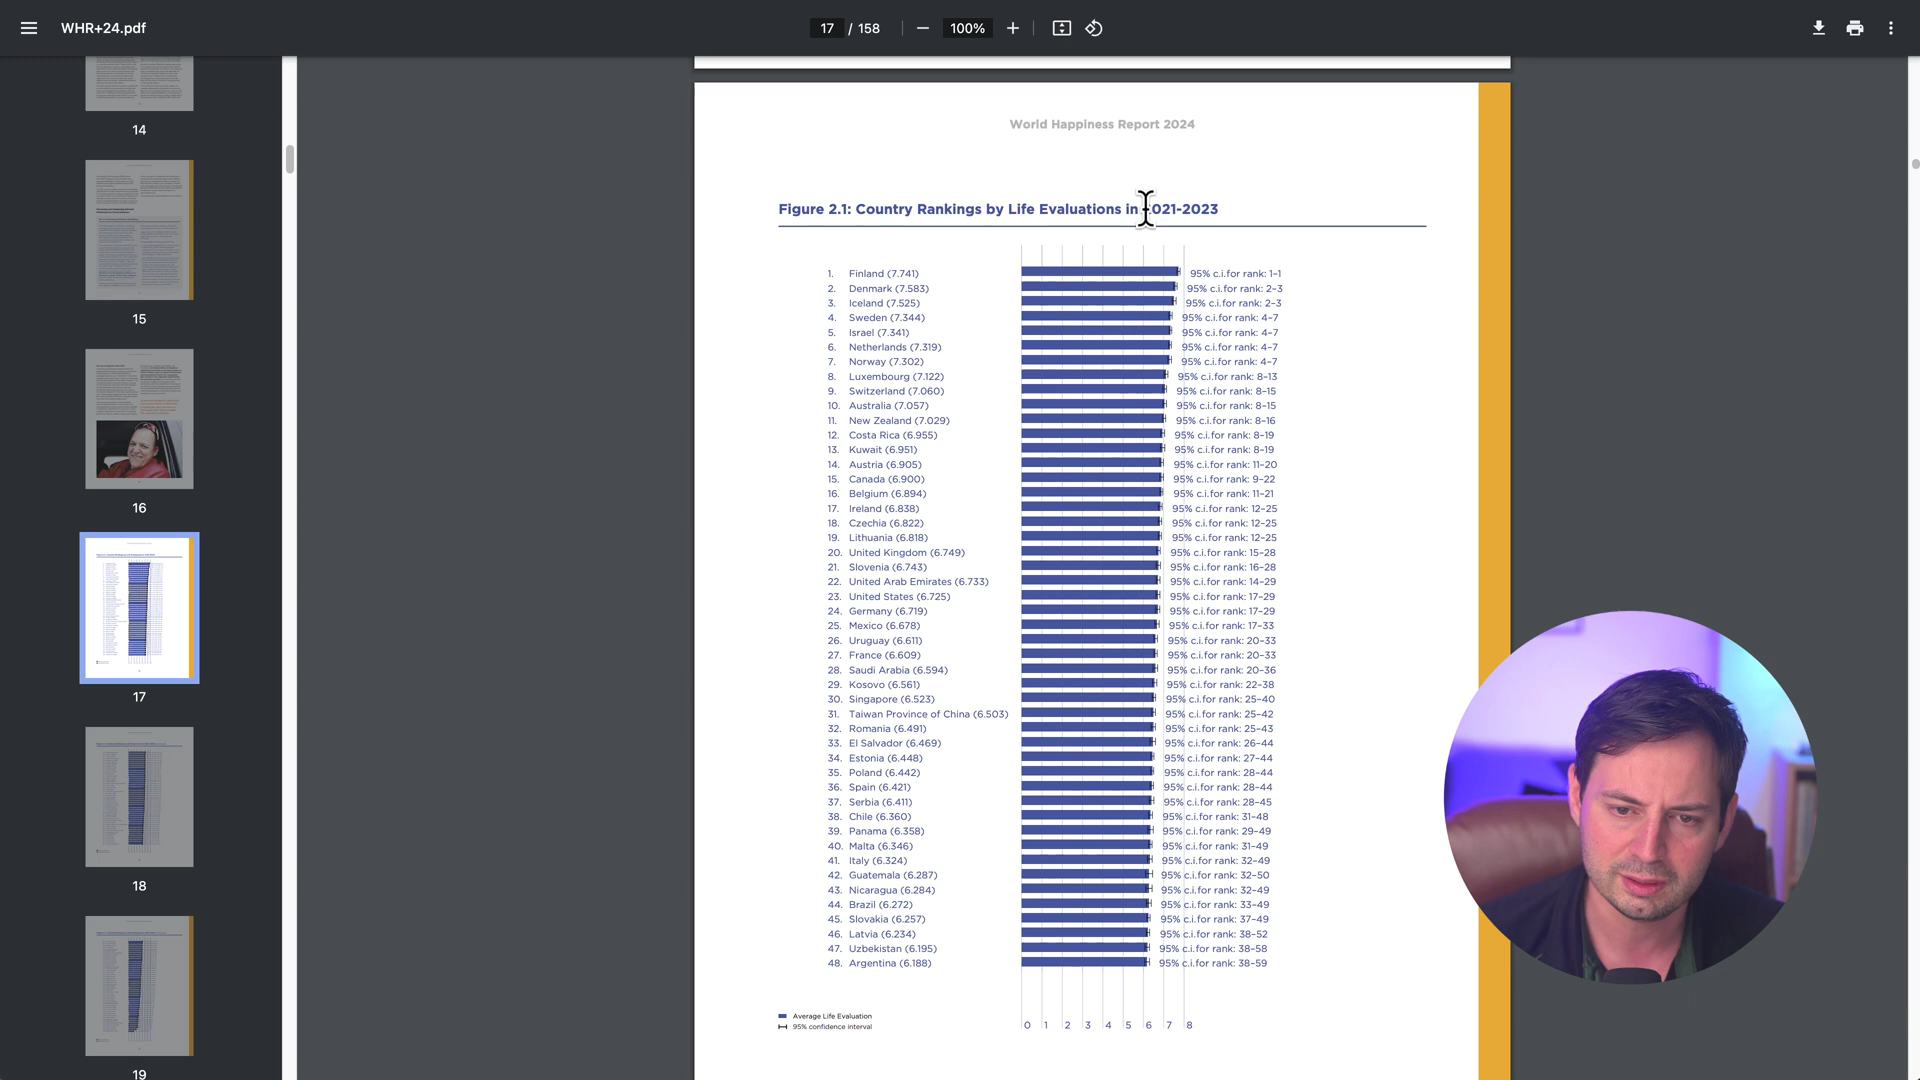 WHR+24.pdf
17 / 158
100%
14
15
16
17
18
19
World Happiness Report 2024
Figure 2.1: Country Rankings by Life Evaluations in 2021-2023
1. Finland (7.741) 95% c.i.for rank: 1–1
2. Denmark (7.583) 95% c.i.for rank: 2–3
3. Iceland (7.525) 95% c.i.for rank: 2–3
4. Sweden (7.344) 95% c.i.for rank: 4–7
5. Israel (7.341) 95% c.i.for rank: 4–7
6. Netherlands (7.319) 95% c.i.for rank: 4–7
7. Norway (7.302) 95% c.i.for rank: 4–7
8. Luxembourg (7.122) 95% c.i.for rank: 8–13
9. Switzerland (7.060) 95% c.i.for rank: 8–15
10. Australia (7.057) 95% c.i.for rank: 8–15
11. New Zealand (7.029) 95% c.i.for rank: 8–16
12. Costa Rica (6.955) 95% c.i.for rank: 8–19
13. Kuwait (6.951) 95% c.i.for rank: 8–19
14. Austria (6.905) 95% c.i.for rank: 11–20
15. Canada (6.900) 95% c.i.for rank: 9–22
16. Belgium (6.894) 95% c.i.for rank: 11–21
17. Ireland (6.838) 95% c.i.for rank: 12–25
18. Czechia (6.822) 95% c.i.for rank: 12–25
19. Lithuania (6.818) 95% c.i.for rank: 12–25
20. United Kingdom (6.749) 95% c.i.for rank: 15–28
21. Slovenia (6.743) 95% c.i.for rank: 16–28
22. United Arab Emirates (6.733) 95% c.i.for rank: 14–29
23. United States (6.725) 95% c.i.for rank: 17–29
24. Germany (6.719) 95% c.i.for rank: 17–29
25. Mexico (6.678) 95% c.i.for rank: 17–33
26. Uruguay (6.611) 95% c.i.for rank: 20–33
27. France (6.609) 95% c.i.for rank: 20–33
28. Saudi Arabia (6.594) 95% c.i.for rank: 20–36
29. Kosovo (6.561) 95% c.i.for rank: 22–38
30. Singapore (6.523) 95% c.i.for rank: 25–40
31. Taiwan Province of China (6.503) 95% c.i.for rank: 25–42
32. Romania (6.491) 95% c.i.for rank: 25–43
33. El Salvador (6.469) 95% c.i.for rank: 26–44
34. Estonia (6.448) 95% c.i.for rank: 27–44
35. Poland (6.442) 95% c.i.for rank: 28–44
36. Spain (6.421) 95% c.i.for rank: 28–44
37. Serbia (6.411) 95% c.i.for rank: 28–45
38. Chile (6.360) 95% c.i.for rank: 31–48
39. Panama (6.358) 95% c.i.for rank: 29–49
40. Malta (6.346) 95% c.i.for rank: 31–49
41. Italy (6.324) 95% c.i.for rank: 32–49
42. Guatemala (6.287) 95% c.i.for rank: 32–50
43. Nicaragua (6.284) 95% c.i.for rank: 32–49
44. Brazil (6.272) 95% c.i.for rank: 33–49
45. Slovakia (6.257) 95% c.i.for rank: 37–49
46. Latvia (6.234) 95% c.i.for rank: 38–52
47. Uzbekistan (6.195) 95% c.i.for rank: 38–58
48. Argentina (6.188) 95% c.i.for rank: 38–59
Average Life Evaluation
95% confidence interval
0 1 2 3 4 5 6 7 8